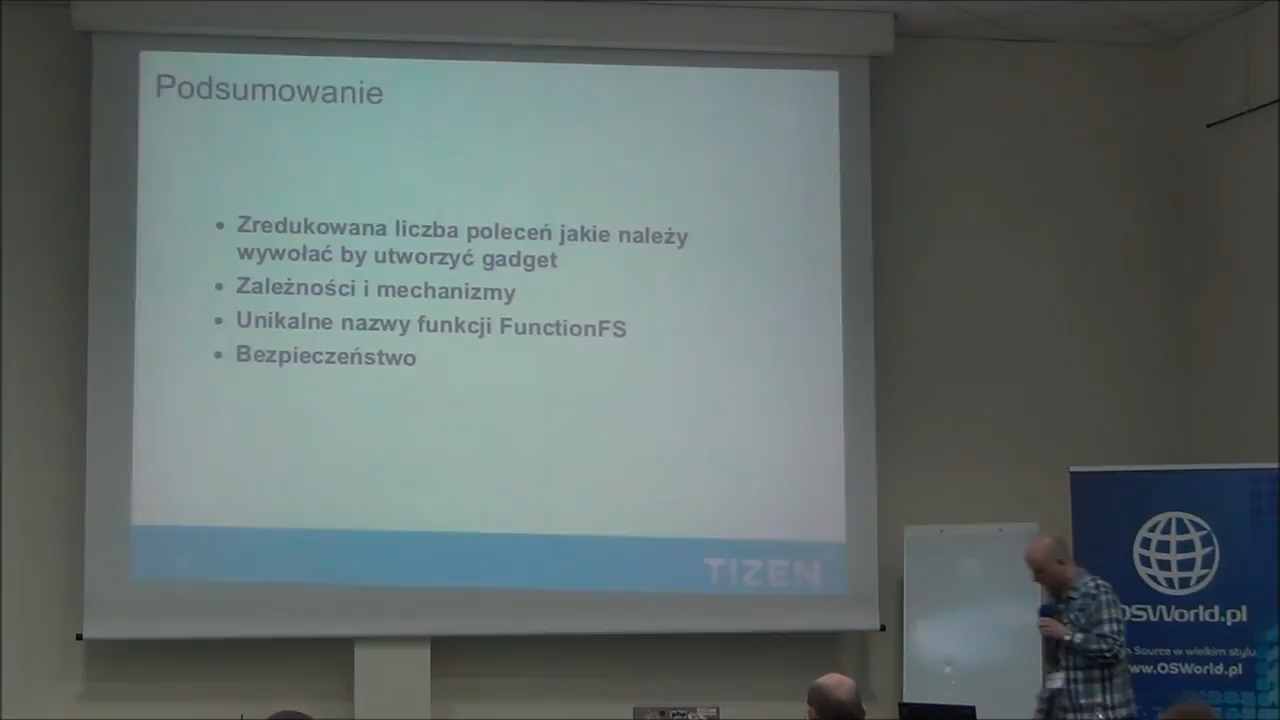 Podsumowanie
• Zredukowana liczba poleceń jakie należy
wywołać by utworzyć gadget
• Zależności i mechanizmy
• Unikalne nazwy funkcji FunctionFS
• Bezpieczeństwo
TIZEN
OSWorld.pl
Source w wielkim stylu
www.OSWorld.pl
php